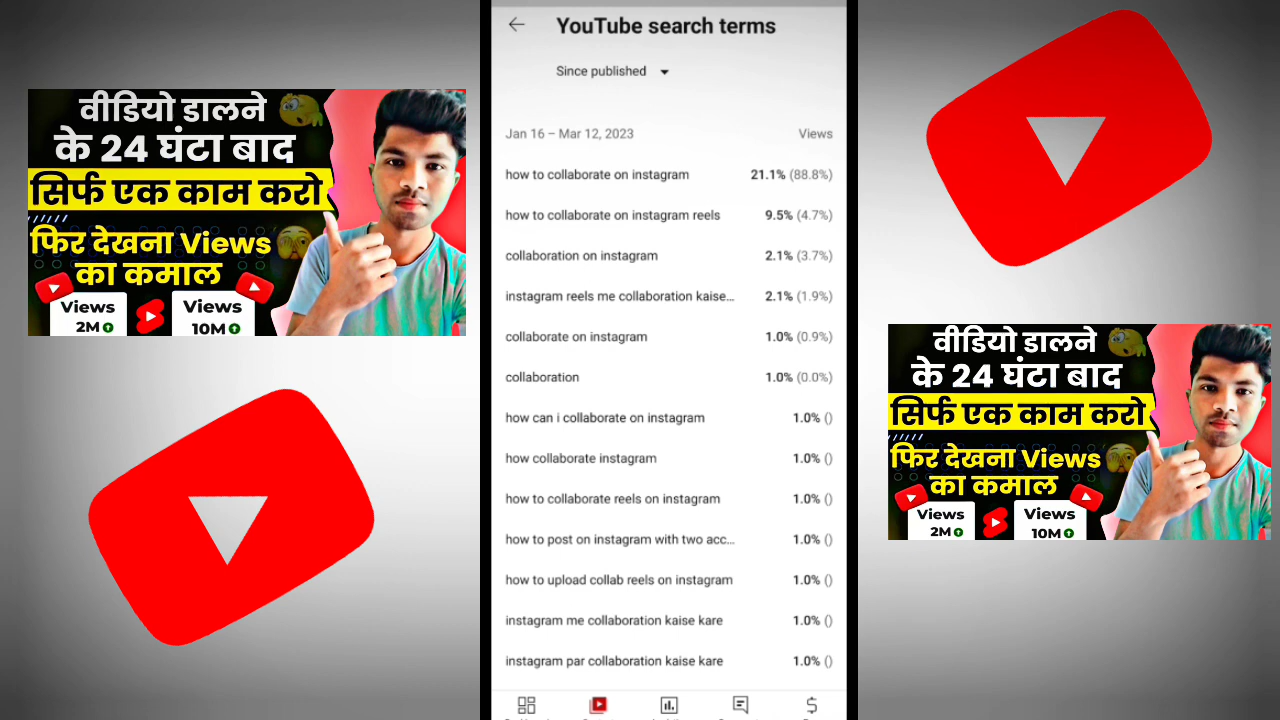 वीडियो डालने
के 24 घंटा बाद
सिर्फ एक काम करो
फिर देखना Views
का कमाल
Views
2M
Views
10M
YouTube search terms
Since published
Jan 16 – Mar 12, 2023 Views
how to collaborate on instagram 21.1% (88.8%)
how to collaborate on instagram reels 9.5% (4.7%)
collaboration on instagram 2.1% (3.7%)
instagram reels me collaboration kaise... 2.1% (1.9%)
collaborate on instagram 1.0% (0.9%)
collaboration 1.0% (0.0%)
how can i collaborate on instagram 1.0% ()
how collaborate instagram 1.0% ()
how to collaborate reels on instagram 1.0% ()
how to post on instagram with two acc... 1.0% ()
how to upload collab reels on instagram 1.0% ()
instagram me collaboration kaise kare 1.0% ()
instagram par collaboration kaise kare 1.0% ()
वीडियो डालने
के 24 घंटा बाद
सिर्फ एक काम करो
फिर देखना Views
का कमाल
Views
2M
Views
10M